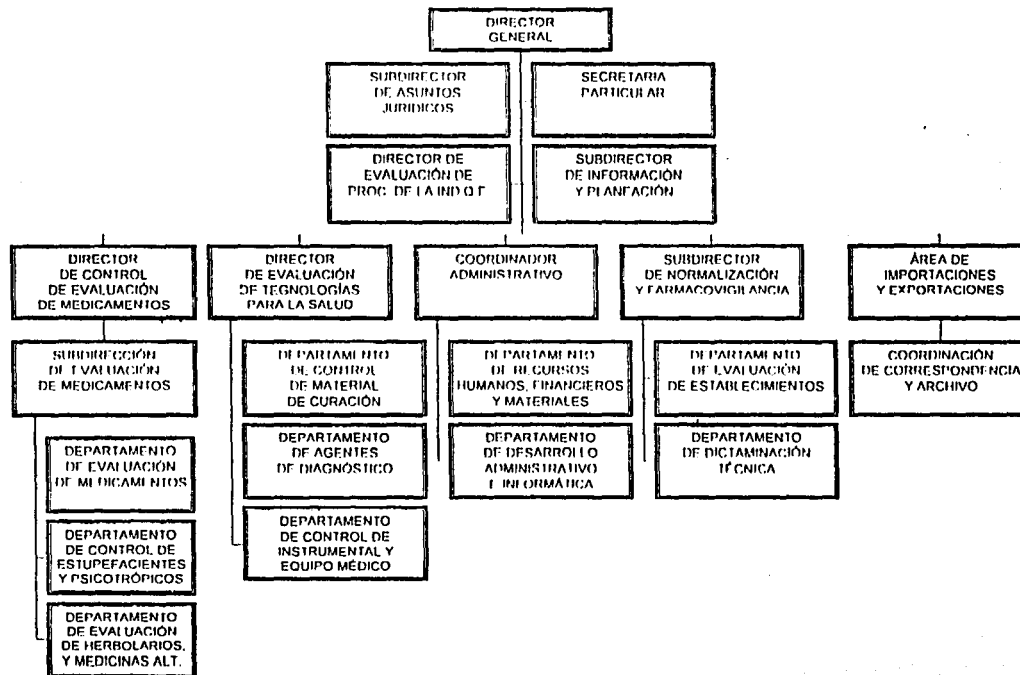 DIRECTOR
GENERAL
SUBDIRECTOR
DE ASUNTOS
JURIDICOS
SECRETARIA
PARTICULAR
DIRECTOR DE
EVALUACIÓN DE
PROC. DE LA IND.Q.F.
SUBDIRECTOR
DE INFORMACIÓN
Y PLANEACIÓN
DIRECTOR
DE CONTROL
DE EVALUACIÓN
DE MEDICAMENTOS
DIRECTOR
DE EVALUACIÓN
DE TEGNOLOGÍAS
PARA LA SALUD
COORDINADOR
ADMINISTRATIVO
SUBDIRECTOR
DE NORMALIZACIÓN
Y FARMACOVIGILANCIA
ÁREA DE
IMPORTACIONES
Y EXPORTACIONES
SUBDIRECCIÓN
DE EVALUACIÓN
DE MEDICAMENTOS
DEPARTAMENTO
DE CONTROL
DE MATERIAL
DE CURACIÓN
DEPARTAMENTO
DE RECURSOS
HUMANOS, FINANCIEROS
Y MATERIALES
DEPARTAMENTO
DE EVALUACIÓN
DE ESTABLECIMIENTOS
COORDINACIÓN
DE CORRESPONDENCIA
Y ARCHIVO
DEPARTAMENTO
DE EVALUACIÓN
DE MEDICAMENTOS
DEPARTAMENTO
DE AGENTES
DE DIAGNÓSTICO
DEPARTAMENTO
DE DESARROLLO
ADMINISTRATIVO
E INFORMÁTICA
DEPARTAMENTO
DE DICTAMINACIÓN
TÉCNICA
DEPARTAMENTO
DE CONTROL DE
ESTUPEFACIENTES
Y PSICOTRÓPICOS
DEPARTAMENTO
DE CONTROL DE
INSTRUMENTAL Y
EQUIPO MÉDICO
DEPARTAMENTO
DE EVALUACIÓN
DE HERBOLARIOS,
Y MEDICINAS ALT.